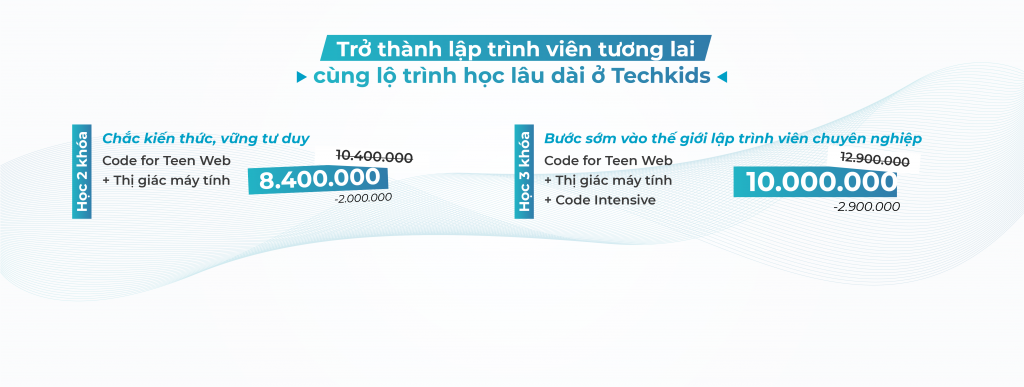 Trở thành lập trình viên tương lai
cùng lộ trình học lâu dài ở Techkids
Học 2 khóa
Chắc kiến thức, vững tư duy
Code for Teen Web
+ Thị giác máy tính
10.400.000
8.400.000
-2.000.000
Học 3 khóa
Bước sớm vào thế giới lập trình viên chuyên nghiệp
Code for Teen Web
+ Thị giác máy tính
+ Code Intensive
12.900.000
10.000.000
-2.900.000